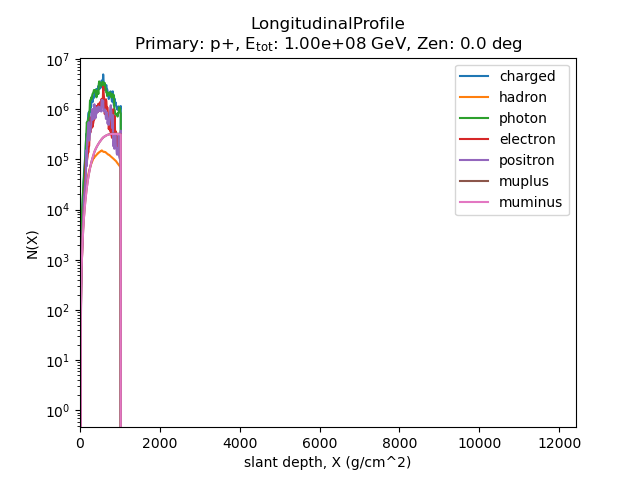 LongitudinalProfile
Primary: p+, E_tot: 1.00e+08 GeV, Zen: 0.0 deg
charged
hadron
photon
electron
positron
muplus
muminus
N(X)
10^7
10^6
10^5
10^4
10^3
10^2
10^1
10^0
0 2000 4000 6000 8000 10000 12000
slant depth, X (g/cm^2)